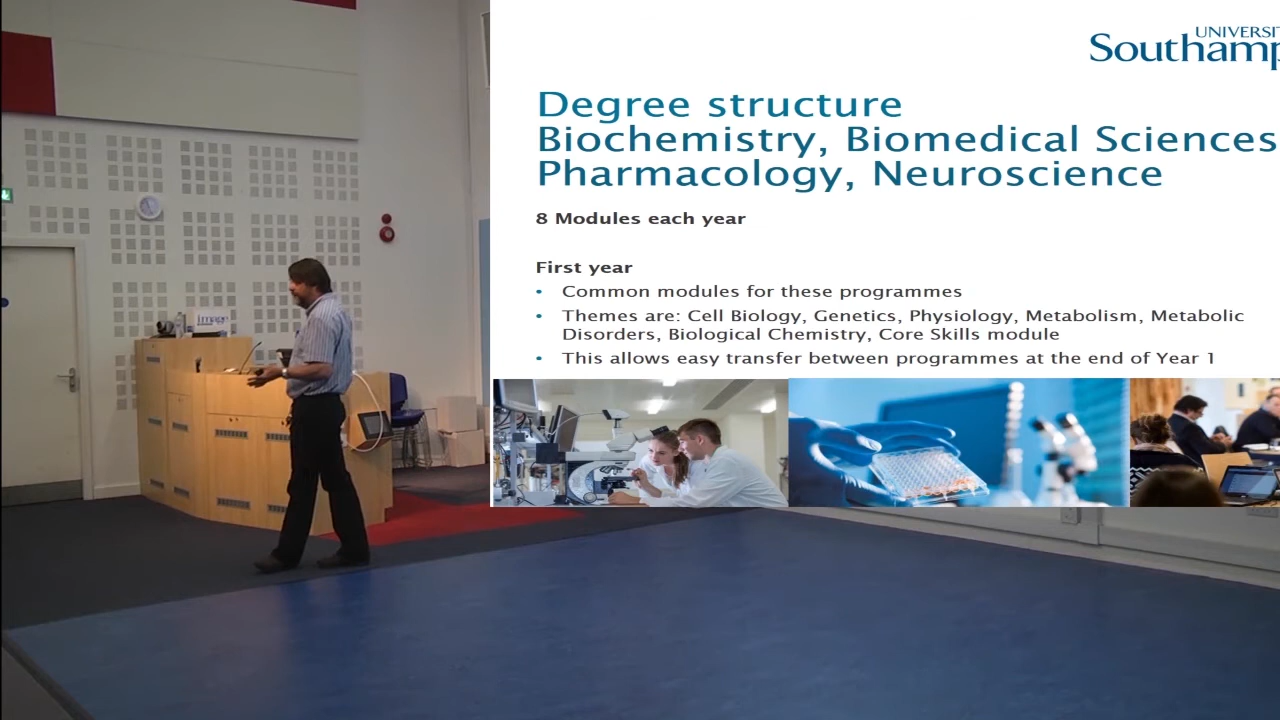 UNIVERSIT
Southamp
Degree structure
Biochemistry, Biomedical Sciences
Pharmacology, Neuroscience
8 Modules each year
First year
• Common modules for these programmes
• Themes are: Cell Biology, Genetics, Physiology, Metabolism, Metabolic
Disorders, Biological Chemistry, Core Skills module
• This allows easy transfer between programmes at the end of Year 1
image